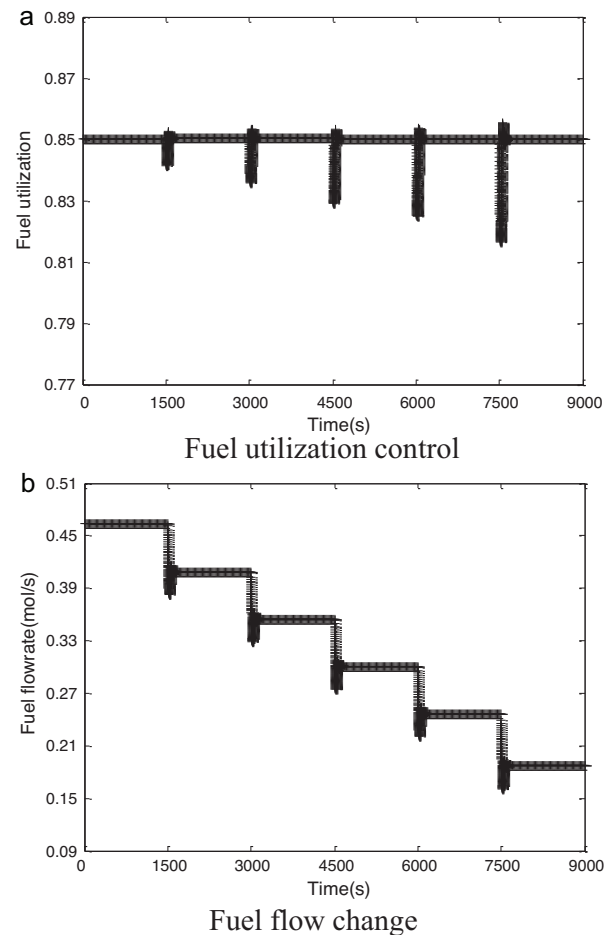 a
0.89
0.87
0.85
0.83
0.81
0.79
0.77
Fuel utilization
0 1500 3000 4500 6000 7500 9000
Time(s)
Fuel utilization control
b
0.51
0.45
0.39
0.33
0.27
0.21
0.15
0.09
Fuel flowrate(mol/s)
0 1500 3000 4500 6000 7500 9000
Time(s)
Fuel flow change